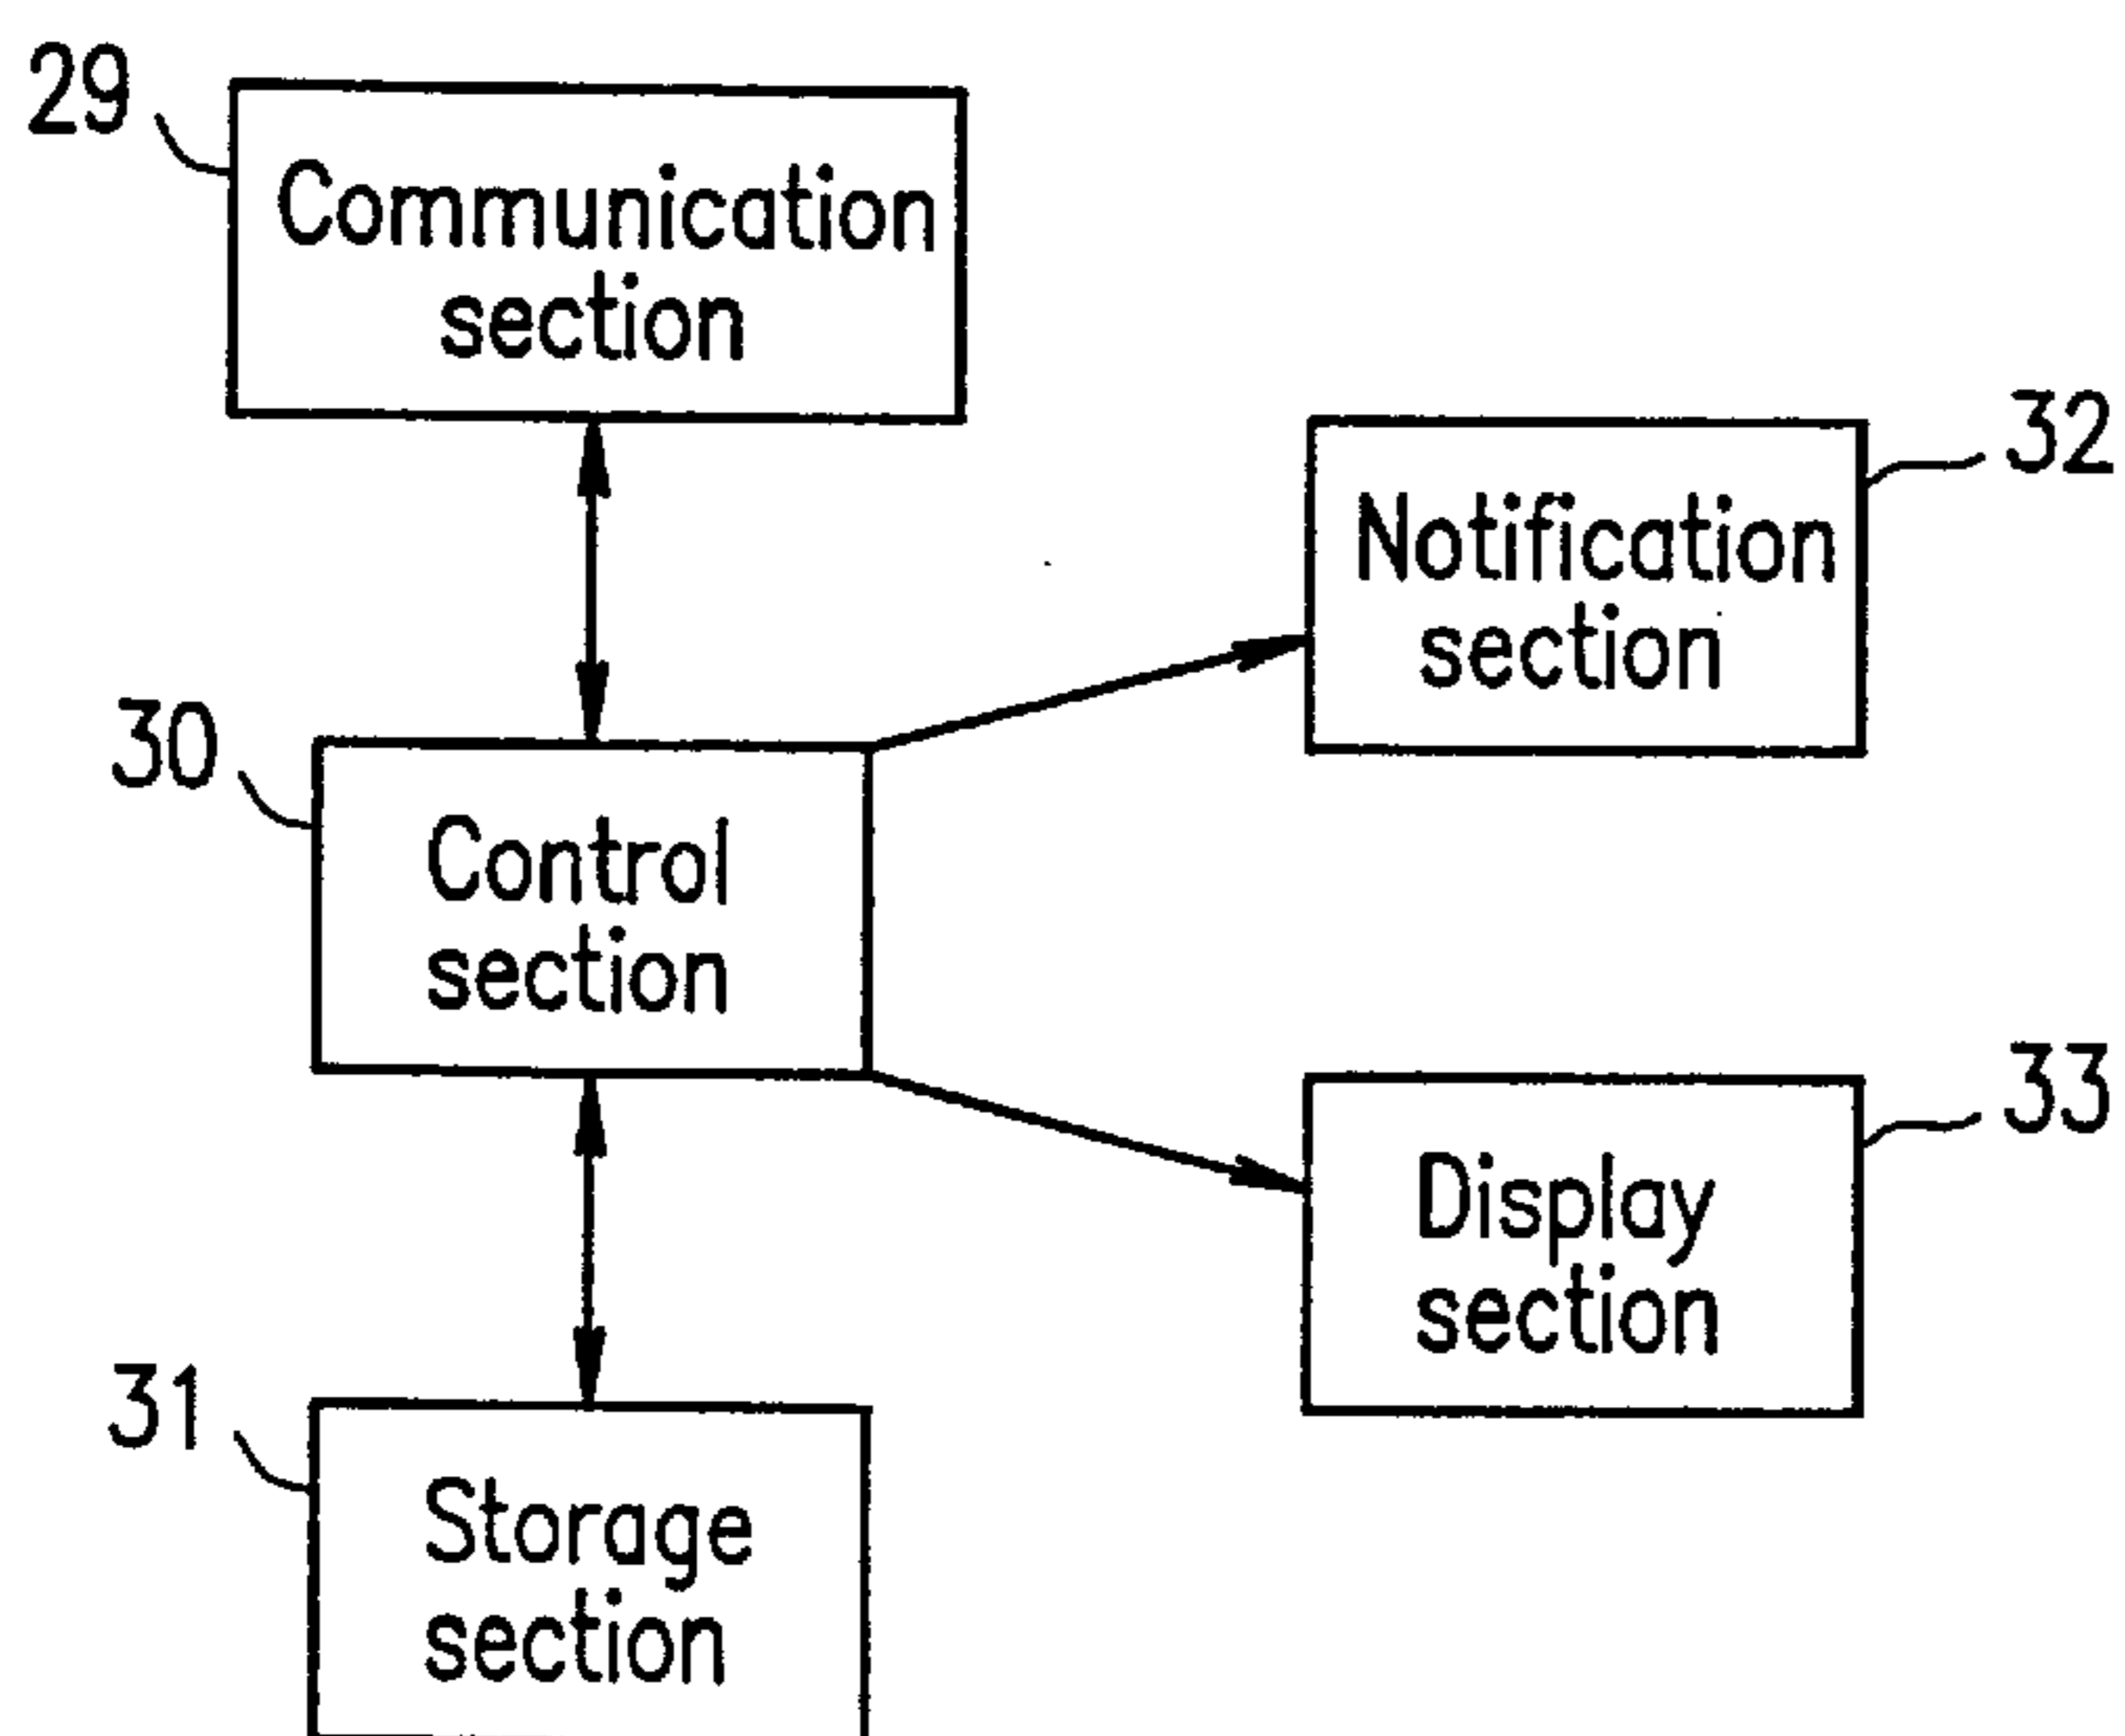 29
Communication
section
32
Notification
section
30
Control
section
33
Display
section
31
Storage
section